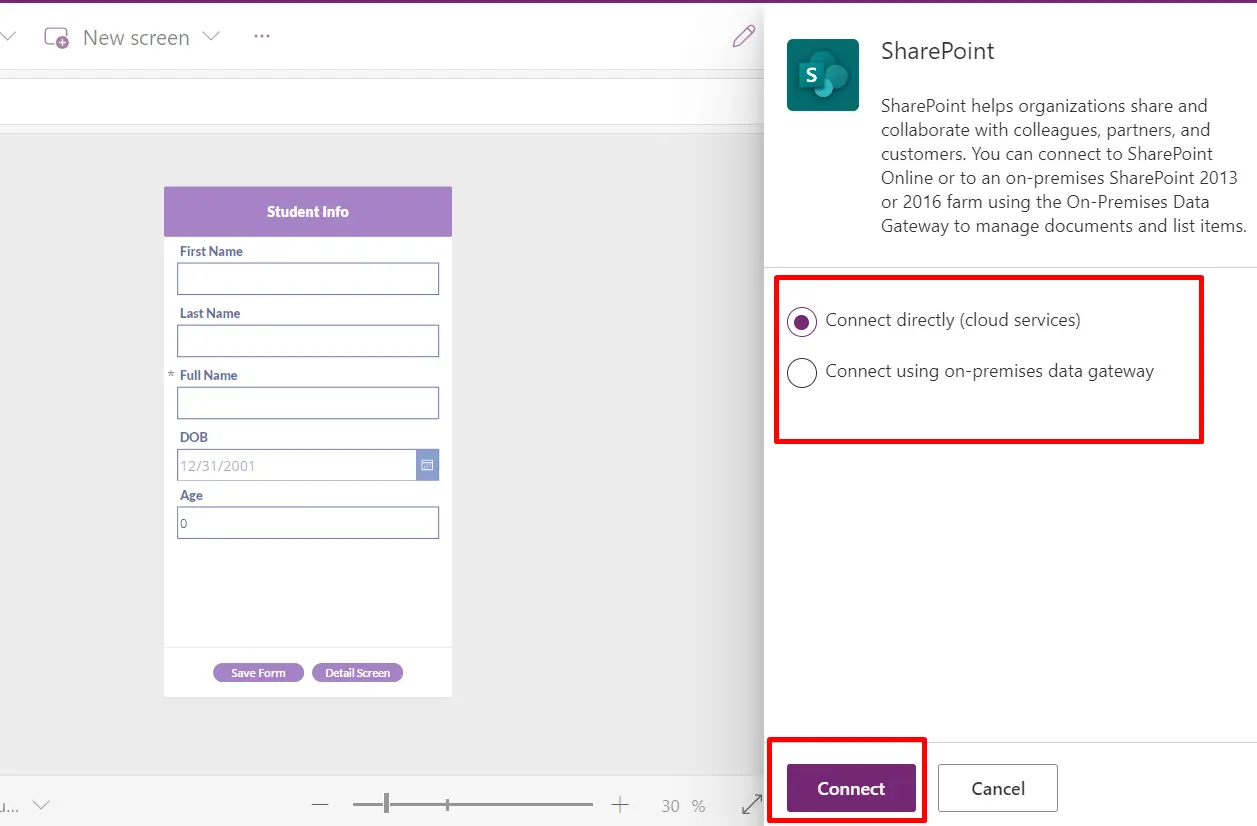 New screen
...
Student Info
First Name
Last Name
* Full Name
DOB
12/31/2001
Age
0
Save Form
Detail Screen
u...
30 %
S
SharePoint
SharePoint helps organizations share and
collaborate with colleagues, partners, and
customers. You can connect to SharePoint
Online or to an on-premises SharePoint 2013
or 2016 farm using the On-Premises Data
Gateway to manage documents and list items.
Connect directly (cloud services)
Connect using on-premises data gateway
Connect
Cancel